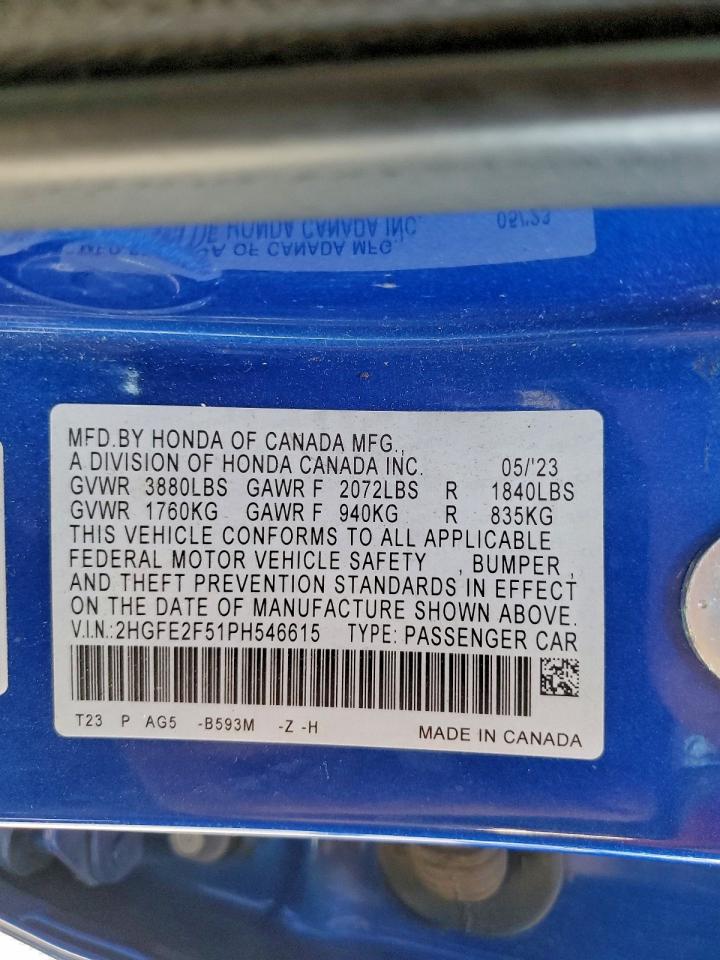 MFD.BY HONDA OF CANADA MFG.,
A DIVISION OF HONDA CANADA INC. 05/'23
GVWR 3880LBS GAWR F 2072LBS R 1840LBS
GVWR 1760KG GAWR F 940KG R 835KG
THIS VEHICLE CONFORMS TO ALL APPLICABLE
FEDERAL MOTOR VEHICLE SAFETY , BUMPER ,
AND THEFT PREVENTION STANDARDS IN EFFECT
ON THE DATE OF MANUFACTURE SHOWN ABOVE.
V.I.N.:2HGFE2F51PH546615 TYPE: PASSENGER CAR
T23 P AG5 -B593M -Z -H MADE IN CANADA